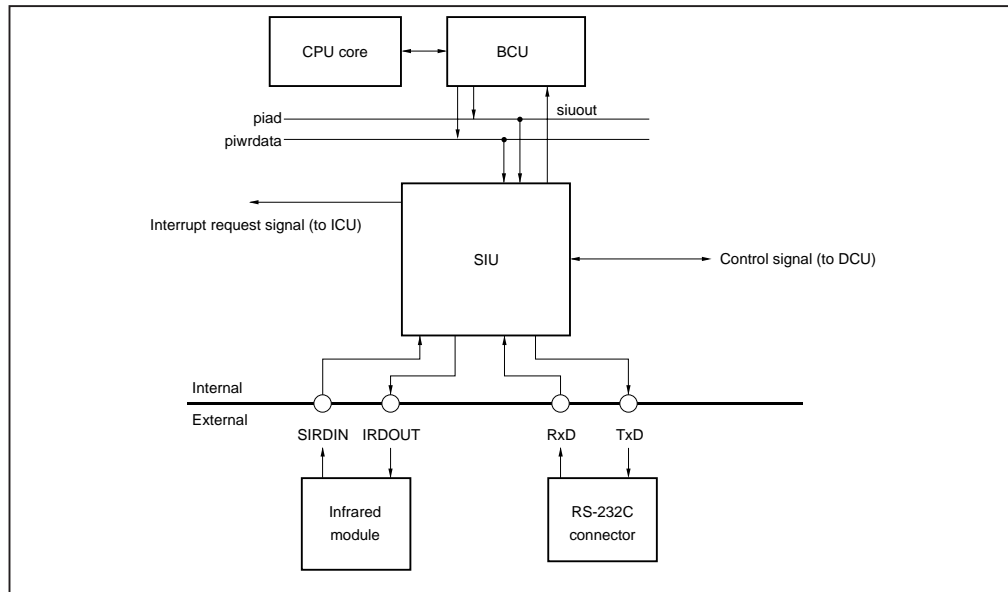 CPU core
BCU
piad
siuout
piwrdata
Interrupt request signal (to ICU)
SIU
Control signal (to DCU)
Internal
External
SIRDIN
IRDOUT
RxD
TxD
Infrared
module
RS-232C
connector